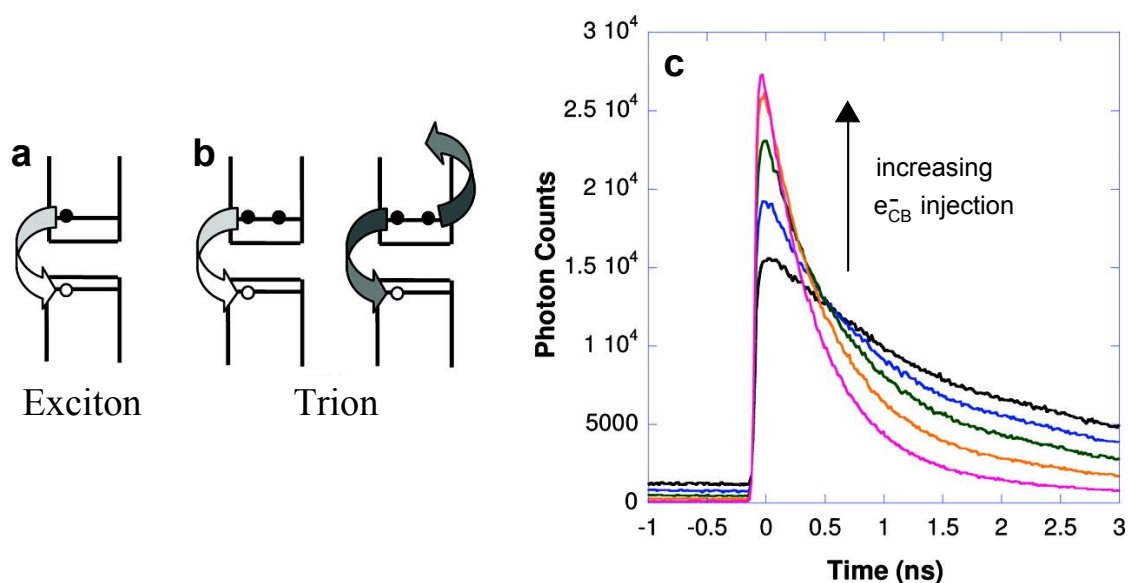 a
b
Exciton
Trion
c
increasing
e⁻CB injection
Photon Counts
3 10⁴
2.5 10⁴
2 10⁴
1.5 10⁴
1 10⁴
5000
0
-1 -0.5 0 0.5 1 1.5 2 2.5 3
Time (ns)